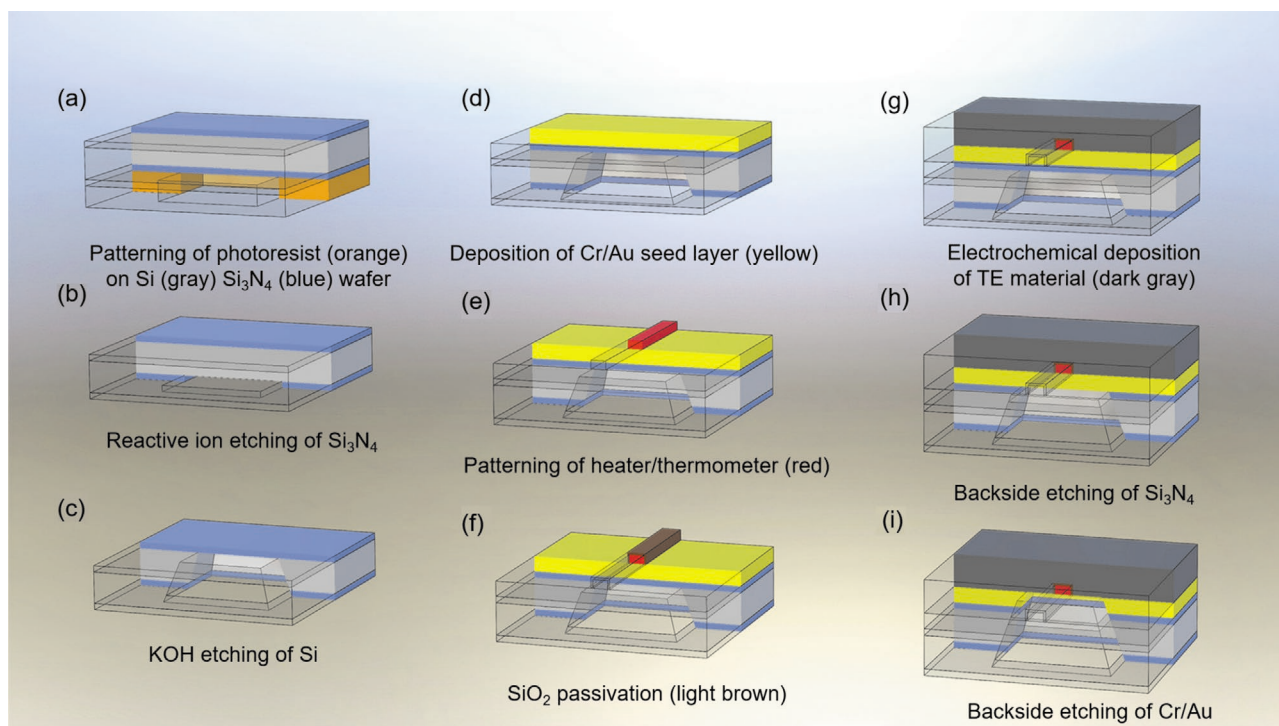 (a)
Patterning of photoresist (orange)
on Si (gray) Si₃N₄ (blue) wafer
(b)
Reactive ion etching of Si₃N₄
(c)
KOH etching of Si
(d)
Deposition of Cr/Au seed layer (yellow)
(e)
Patterning of heater/thermometer (red)
(f)
SiO₂ passivation (light brown)
(g)
Electrochemical deposition
of TE material (dark gray)
(h)
Backside etching of Si₃N₄
(i)
Backside etching of Cr/Au